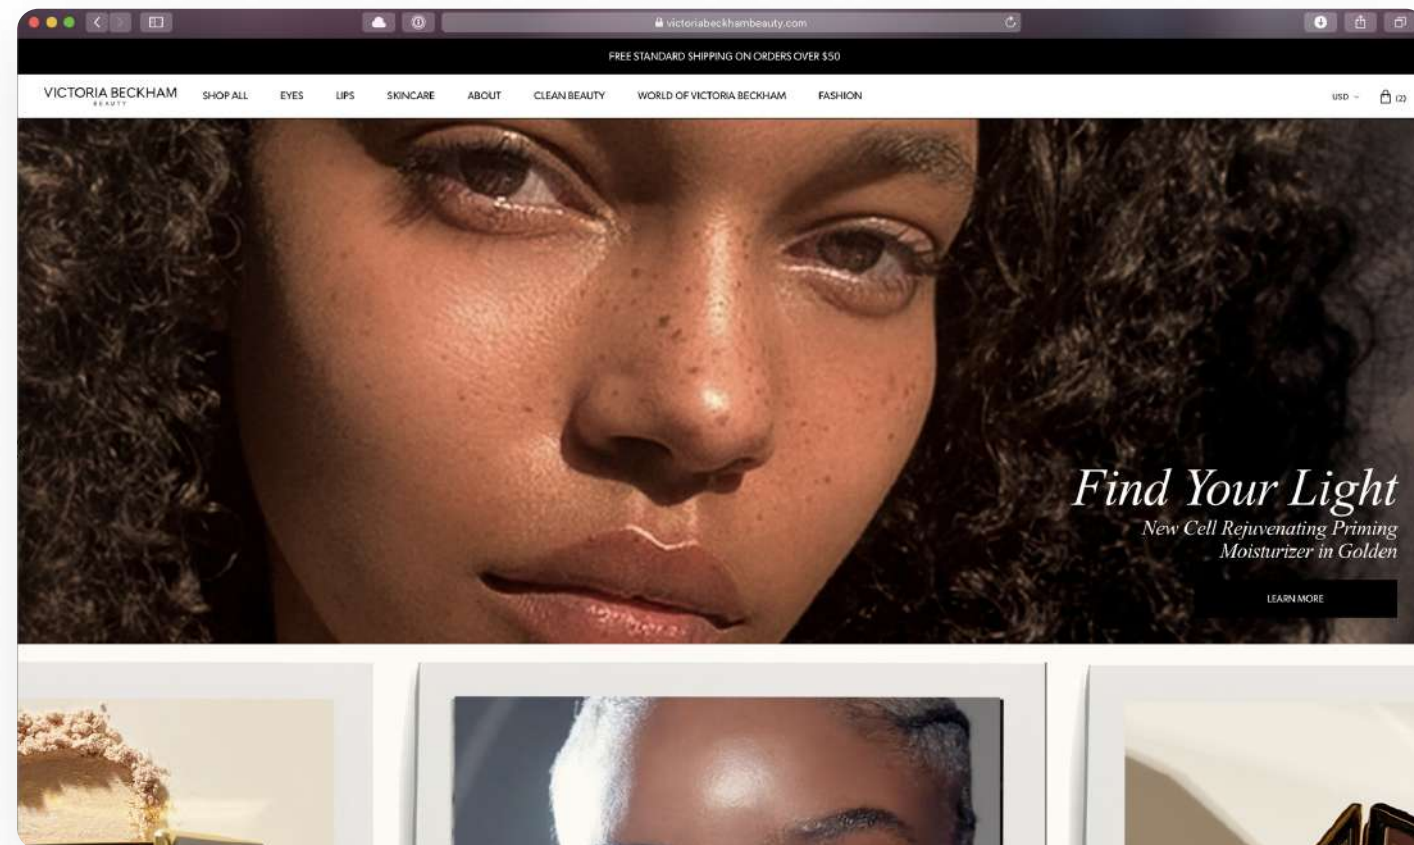 victoriabeckhambeauty.com
FREE STANDARD SHIPPING ON ORDERS OVER $50
VICTORIA BECKHAM
BEAUTY
SHOP ALL
EYES
LIPS
SKINCARE
ABOUT
CLEAN BEAUTY
WORLD OF VICTORIA BECKHAM
FASHION
USD
(2)
Find Your Light
New Cell Rejuvenating Priming
Moisturizer in Golden
LEARN MORE